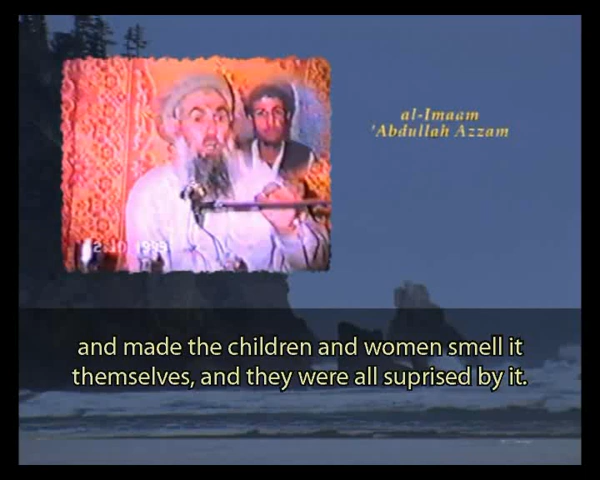 al-Imaam
'Abdullah Azzam
and made the children and women smell it
themselves, and they were all suprised by it.